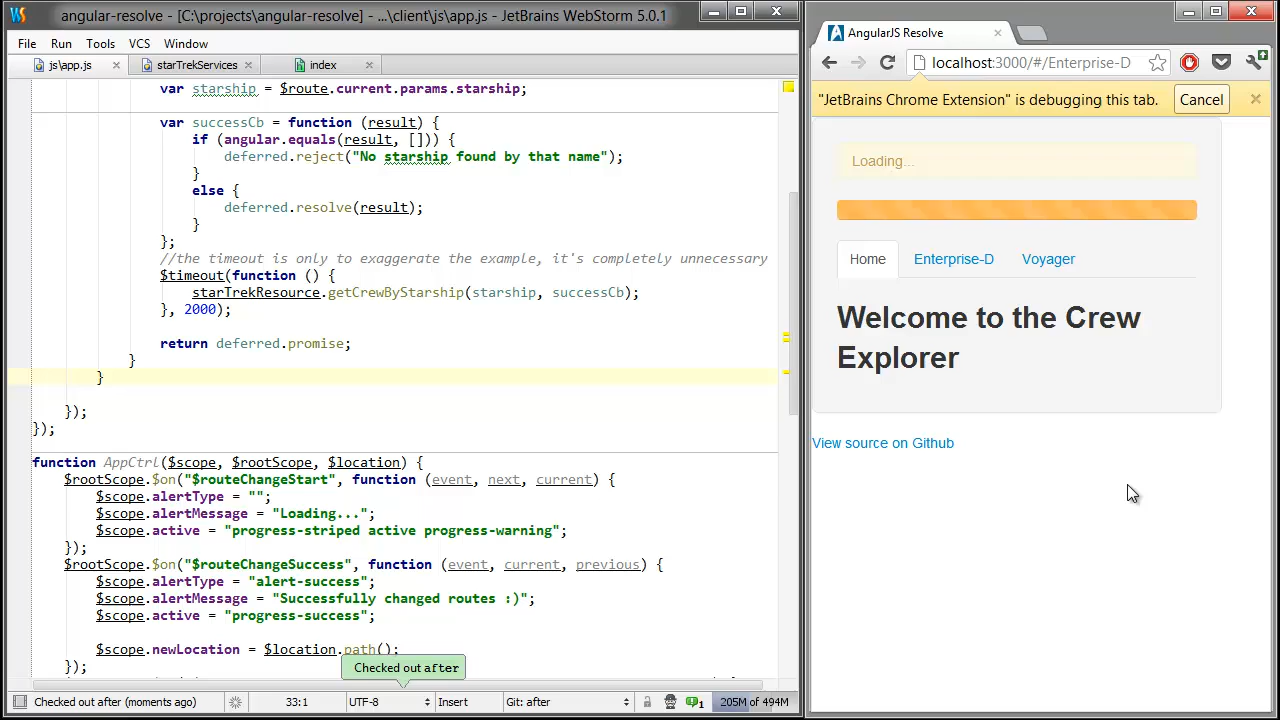 angular-resolve - [C:\projects\angular-resolve] - ...\client\js\app.js - JetBrains WebStorm 5.0.1
File Run Tools VCS Window
js\app.js starTrekServices index
var starship = $route.current.params.starship;
var successCb = function (result) {
if (angular.equals(result, [])) {
deferred.reject("No starship found by that name");
}
else {
deferred.resolve(result);
}
};
//the timeout is only to exaggerate the example, it's completely unnecessary
$timeout(function () {
starTrekResource.getCrewByStarship(starship, successCb);
}, 2000);
return deferred.promise;
}
}
});
});
function AppCtrl($scope, $rootScope, $location) {
$rootScope.$on("$routeChangeStart", function (event, next, current) {
$scope.alertType = "";
$scope.alertMessage = "Loading...";
$scope.active = "progress-striped active progress-warning";
});
$rootScope.$on("$routeChangeSuccess", function (event, current, previous) {
$scope.alertType = "alert-success";
$scope.alertMessage = "Successfully changed routes :)";
$scope.active = "progress-success";
$scope.newLocation = $location.path();
});
Checked out after
Checked out after (moments ago) 33:1 UTF-8 Insert Git: after 1 205M of 494M
AngularJS Resolve
localhost:3000/#/Enterprise-D
"JetBrains Chrome Extension" is debugging this tab. Cancel
Loading...
Home Enterprise-D Voyager
Welcome to the Crew
Explorer
View source on Github